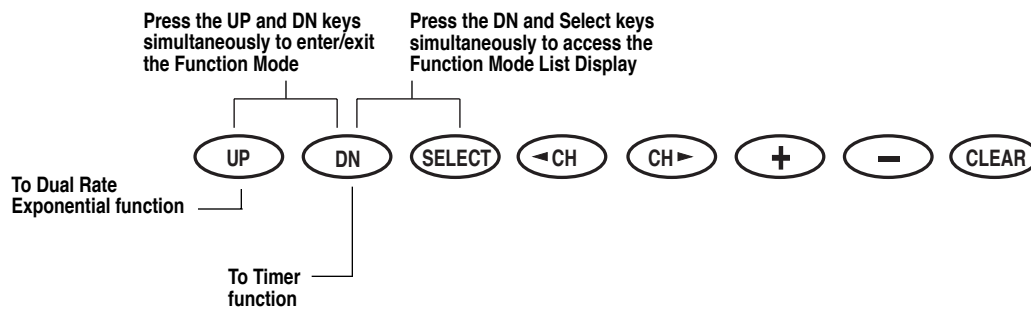 Press the UP and DN keys
simultaneously to enter/exit
the Function Mode
Press the DN and Select keys
simultaneously to access the
Function Mode List Display
UP
DN
SELECT
◄CH
CH►
+
−
CLEAR
To Dual Rate
Exponential function
To Timer
function